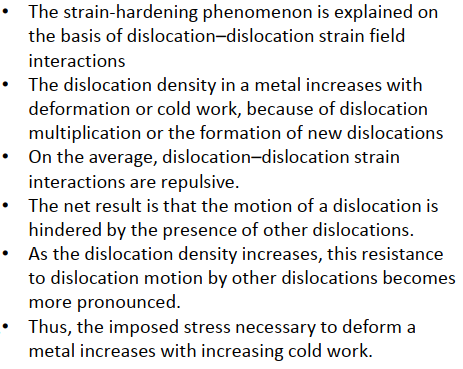 • The strain-hardening phenomenon is explained on
the basis of dislocation–dislocation strain field
interactions
• The dislocation density in a metal increases with
deformation or cold work, because of dislocation
multiplication or the formation of new dislocations
• On the average, dislocation–dislocation strain
interactions are repulsive.
• The net result is that the motion of a dislocation is
hindered by the presence of other dislocations.
• As the dislocation density increases, this resistance
to dislocation motion by other dislocations becomes
more pronounced.
• Thus, the imposed stress necessary to deform a
metal increases with increasing cold work.